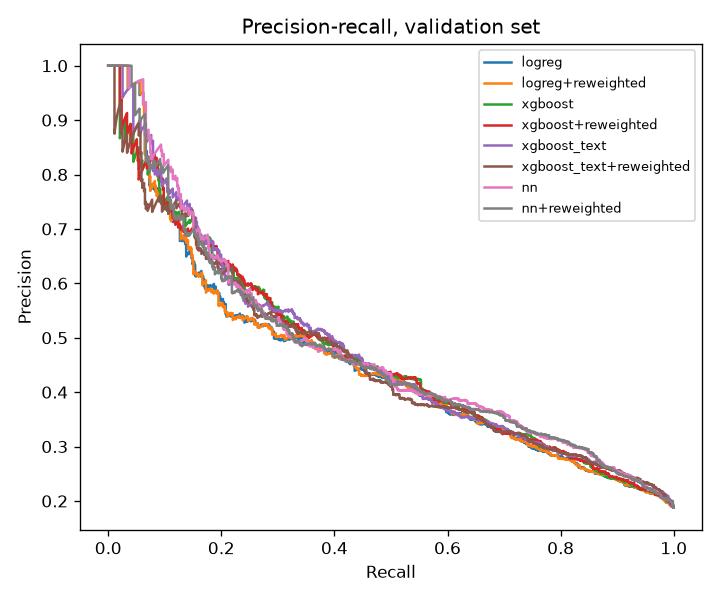 Precision-recall, validation set
1.0
0.9
0.8
0.7
0.6
0.5
0.4
0.3
0.2
Precision
logreg
logreg+reweighted
xgboost
xgboost+reweighted
xgboost_text
xgboost_text+reweighted
nn
nn+reweighted
0.0 0.2 0.4 0.6 0.8 1.0
Recall